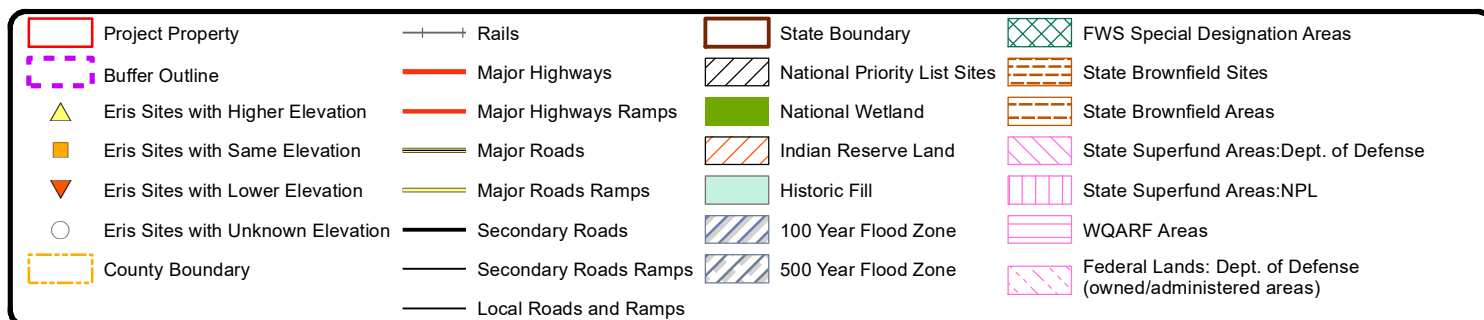 Project Property
Buffer Outline
Eris Sites with Higher Elevation
Eris Sites with Same Elevation
Eris Sites with Lower Elevation
Eris Sites with Unknown Elevation
County Boundary
Rails
Major Highways
Major Highways Ramps
Major Roads
Major Roads Ramps
Secondary Roads
Secondary Roads Ramps
Local Roads and Ramps
State Boundary
National Priority List Sites
National Wetland
Indian Reserve Land
Historic Fill
100 Year Flood Zone
500 Year Flood Zone
FWS Special Designation Areas
State Brownfield Sites
State Brownfield Areas
State Superfund Areas:Dept. of Defense
State Superfund Areas:NPL
WQARF Areas
Federal Lands: Dept. of Defense
(owned/administered areas)